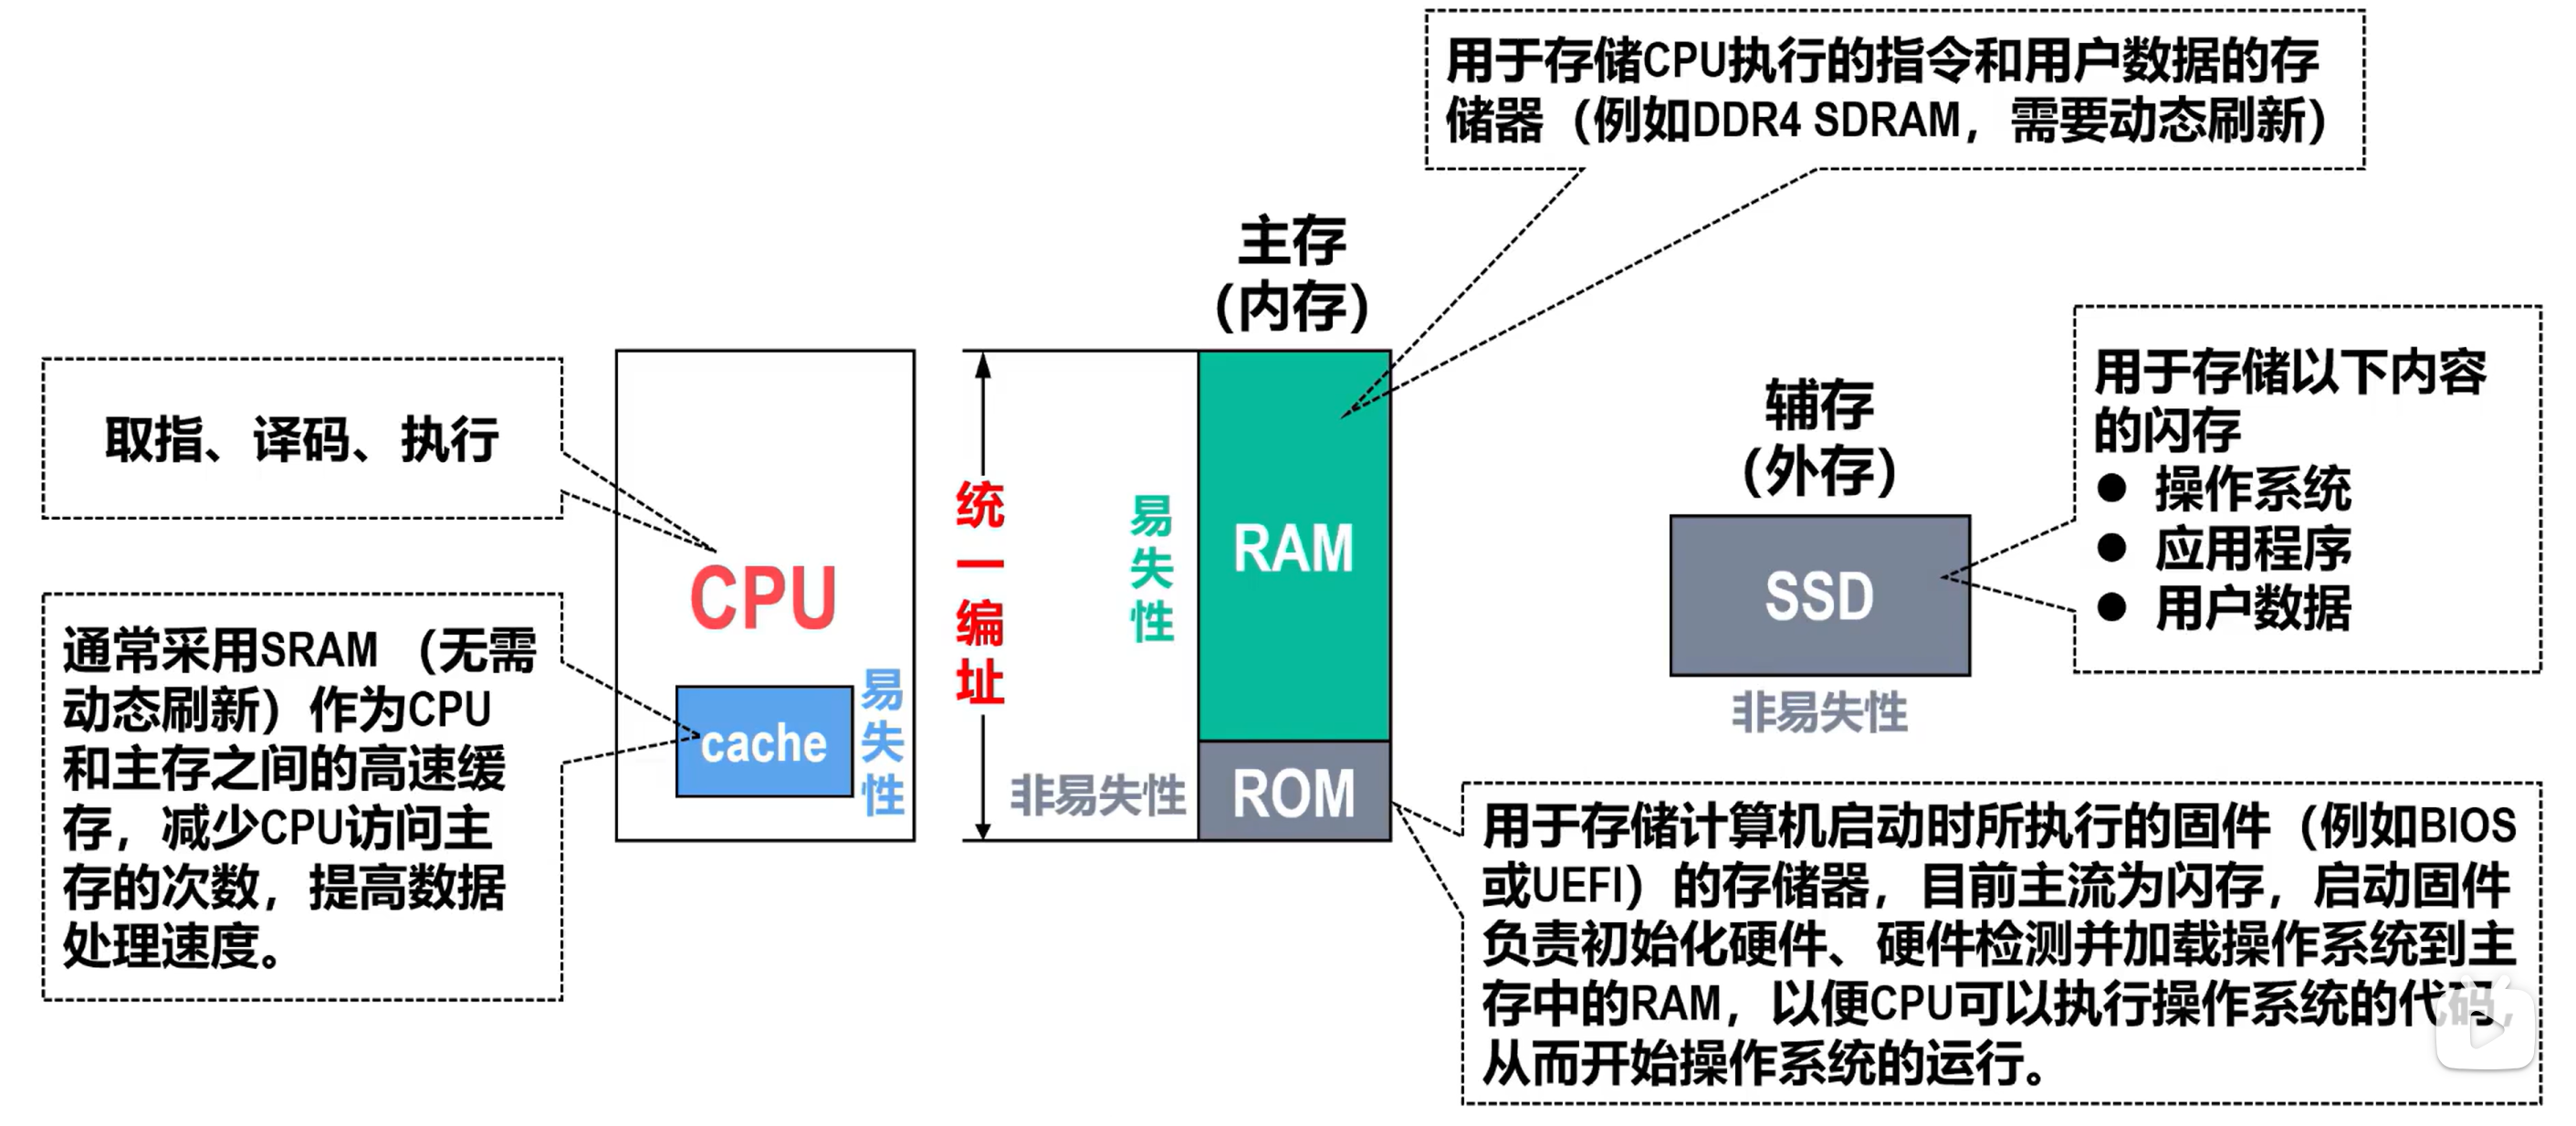 用于存储CPU执行的指令和用户数据的存
储器（例如DDR4 SDRAM，需要动态刷新）
主存
（内存）
取指、译码、执行
CPU
通常采用SRAM （无需
动态刷新）作为CPU
和主存之间的高速缓
存，减少CPU访问主
存的次数，提高数据
处理速度。
cache
易失性
统一编址
易失性
RAM
非易失性
ROM
辅存
（外存）
SSD
非易失性
用于存储以下内容
的闪存
● 操作系统
● 应用程序
● 用户数据
用于存储计算机启动时所执行的固件（例如BIOS
或UEFI）的存储器，目前主流为闪存，启动固件
负责初始化硬件、硬件检测并加载操作系统到主
存中的RAM，以便CPU可以执行操作系统的代码，
从而开始操作系统的运行。